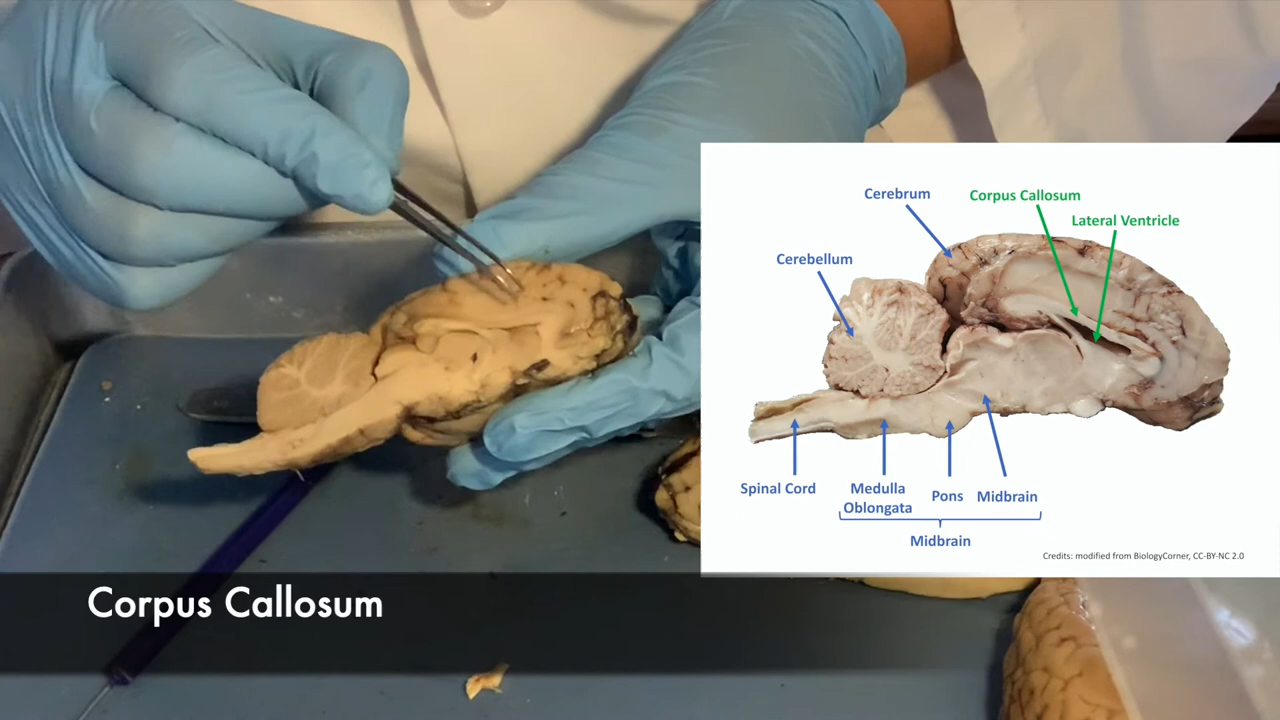 Cerebrum
Corpus Callosum
Lateral Ventricle
Cerebellum
Spinal Cord
Medulla
Oblongata
Pons
Midbrain
Midbrain
Credits: modified from BiologyCorner, CC-BY-NC 2.0
Corpus Callosum